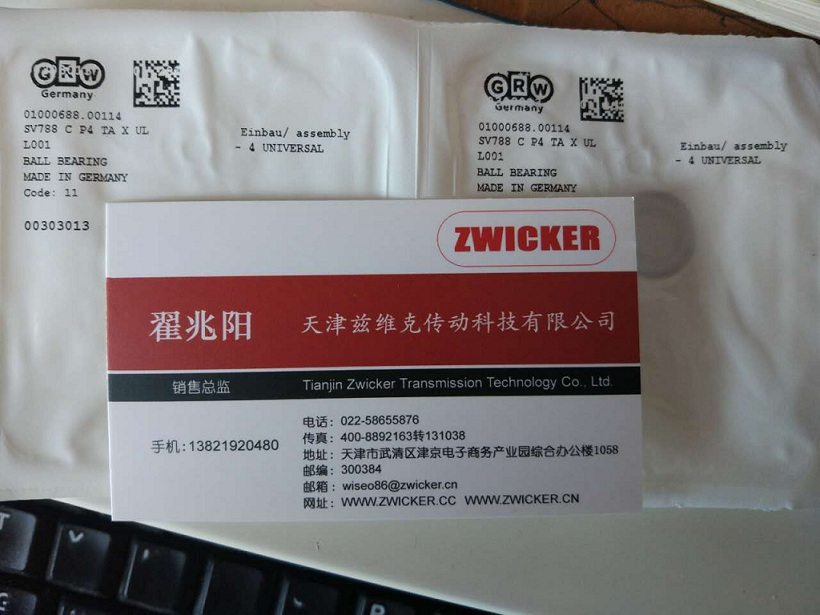 GRW
Germany
01000688.00114
SV788 C P4 TA X UL
L001
BALL BEARING
MADE IN GERMANY
Code: 11
00303013
Einbau/ assembly
- 4 UNIVERSAL
GRW
Germany
01000688.00114
SV788 C P4 TA X UL
L001
BALL BEARING
MADE IN GERMANY
Einbau/ assembly
- 4 UNIVERSAL
ZWICKER
翟兆阳
天津兹维克传动科技有限公司
销售总监
Tianjin Zwicker Transmission Technology Co., Ltd.
手机:13821920480
电话: 022-58655876
传真: 400-8892163转131038
地址: 天津市武清区津京电子商务产业园综合办公楼1058
邮编: 300384
邮箱: wiseo86@zwicker.cn
网址: WWW.ZWICKER.CC WWW.ZWICKER.CN